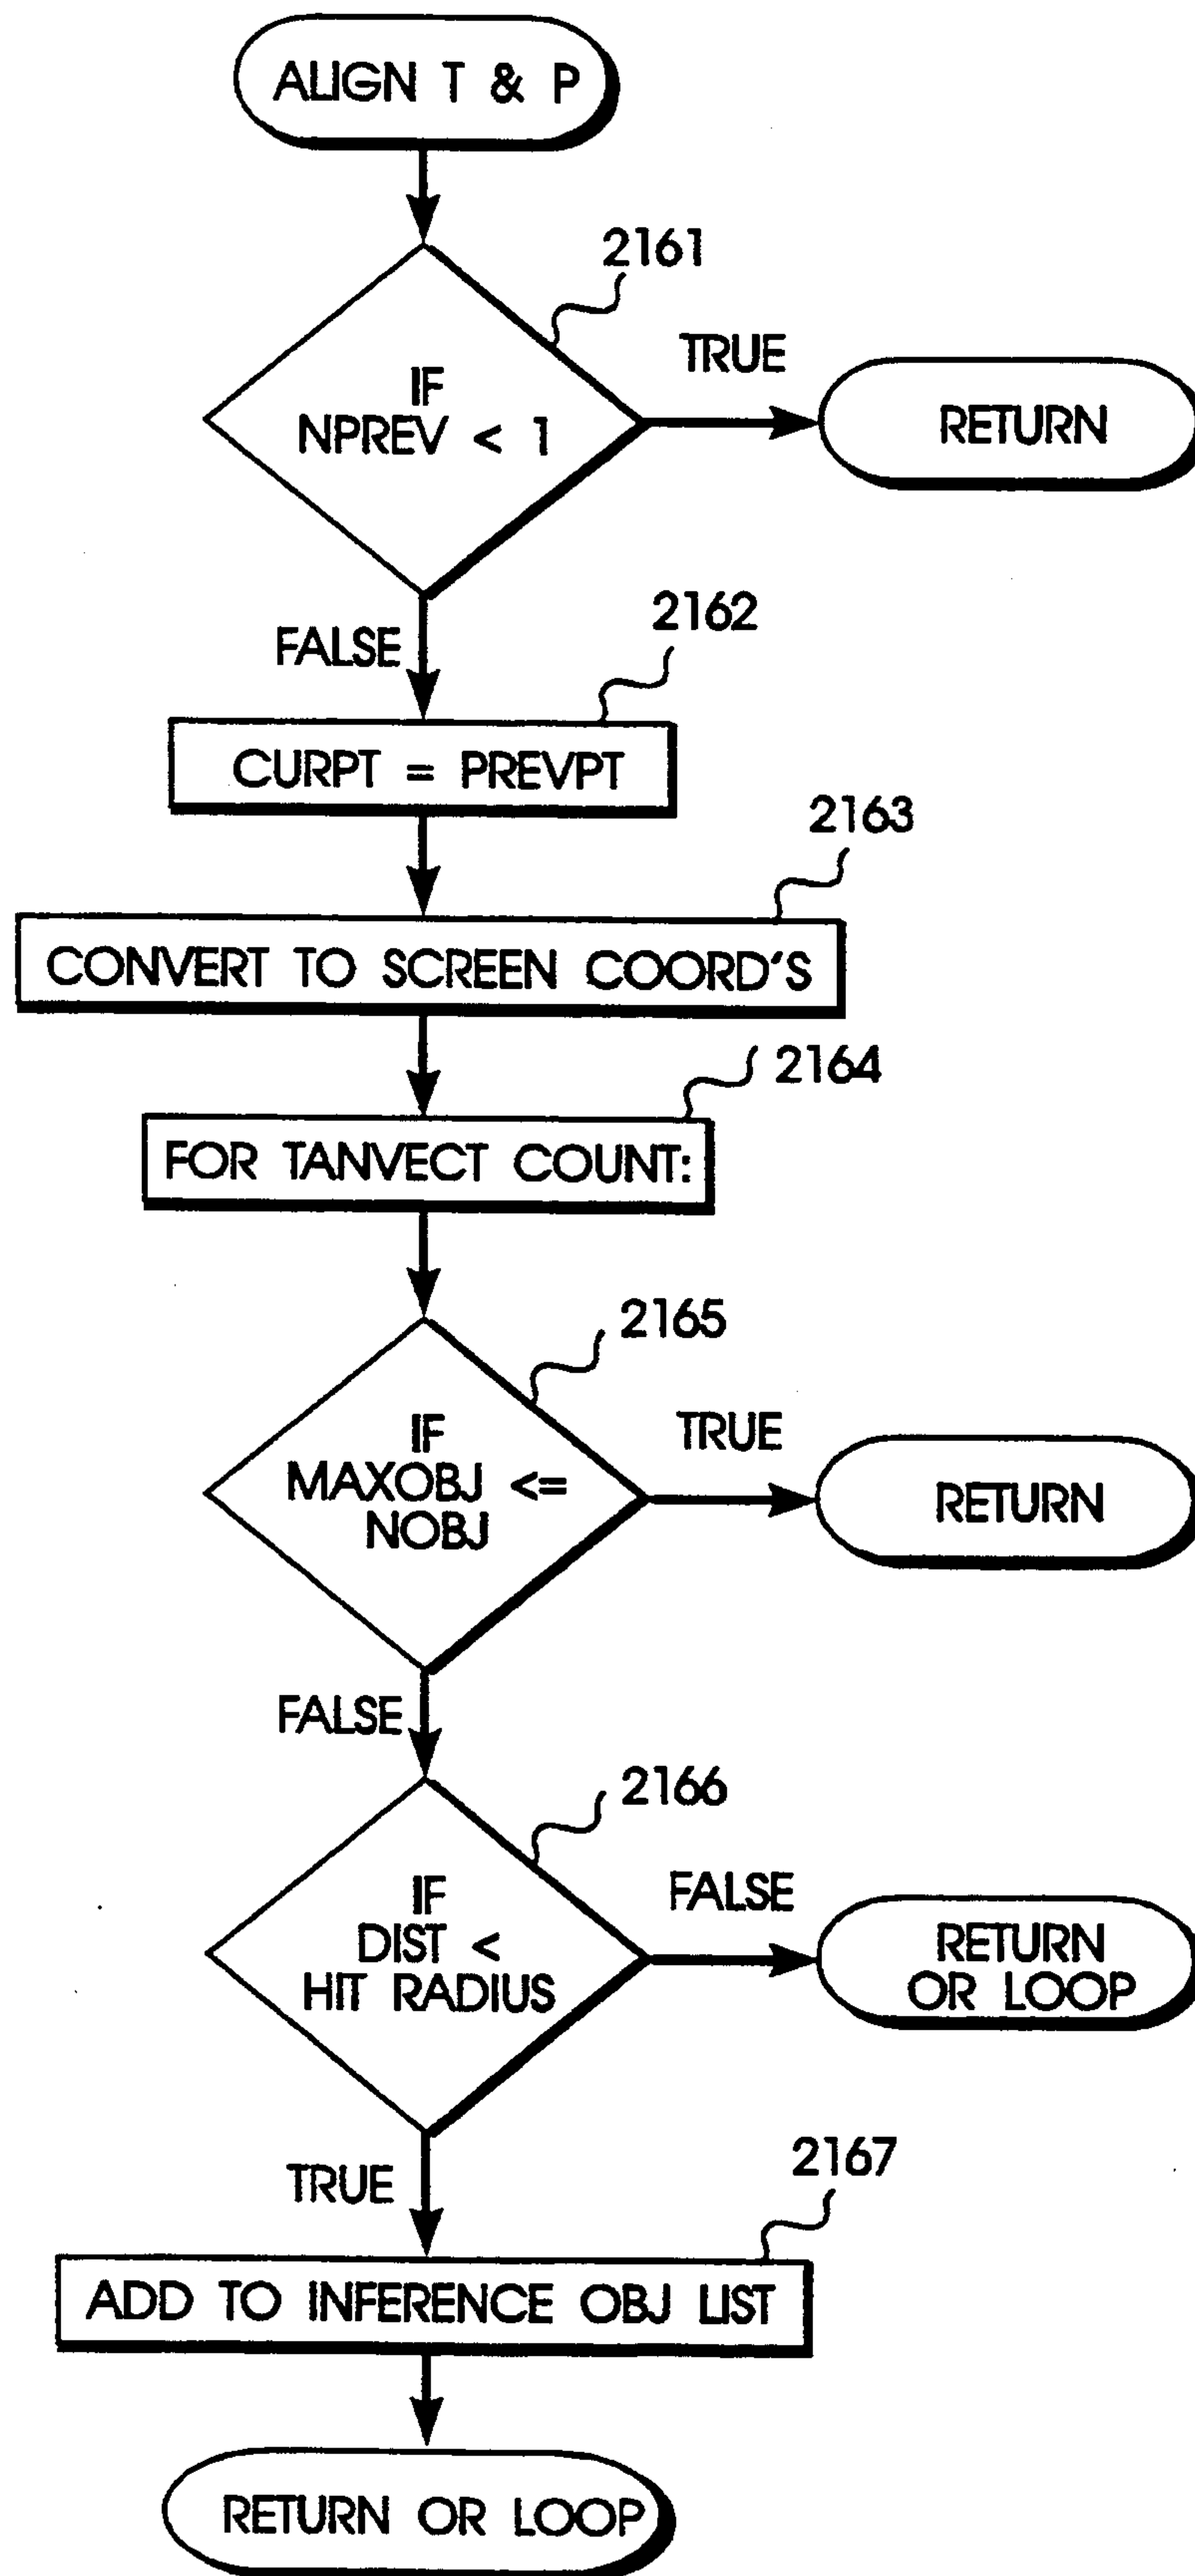 ALIGN T & P
2161
IF
NPREV < 1
TRUE
RETURN
FALSE
2162
CURPT = PREVPT
2163
CONVERT TO SCREEN COORD'S
2164
FOR TANVECT COUNT:
2165
IF
MAXOBJ <=
NOBJ
TRUE
RETURN
FALSE
2166
IF
DIST <
HIT RADIUS
FALSE
RETURN
OR LOOP
TRUE
2167
ADD TO INFERENCE OBJ LIST
RETURN OR LOOP